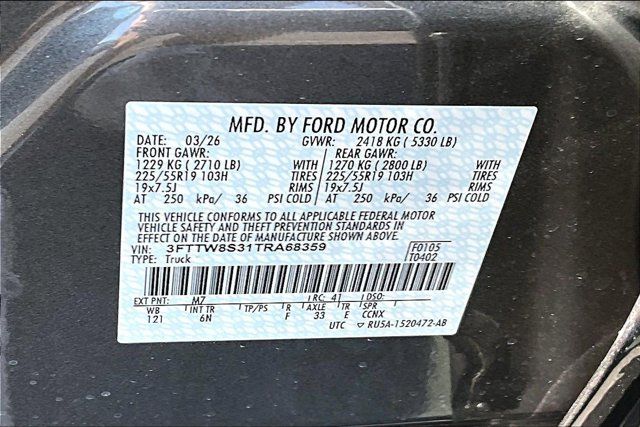 MFD. BY FORD MOTOR CO.
DATE: 03/26 GVWR: 2418 KG ( 5330 LB)
FRONT GAWR: REAR GAWR:
1229 KG ( 2710 LB) WITH 1270 KG ( 2800 LB) WITH
225/55R19 103H TIRES 225/55R19 103H TIRES
19x7.5J RIMS 19x7.5J RIMS
AT 250 kPa/ 36 PSI COLD AT 250 kPa/ 36 PSI COLD
THIS VEHICLE CONFORMS TO ALL APPLICABLE FEDERAL MOTOR
VEHICLE SAFETY AND THEFT PREVENTION STANDARDS IN
EFFECT ON THE DATE OF MANUFACTURE SHOWN ABOVE.
VIN: 3FTTW8S31TRA68359 F0105
TYPE: Truck T0402
EXT PNT: M7 RC: 41 DSO:
WB INT TR TP/PS R AXLE TR SPR
121 6N F 33 E CCNX
UTC ▽ RU5A-1520472-AB